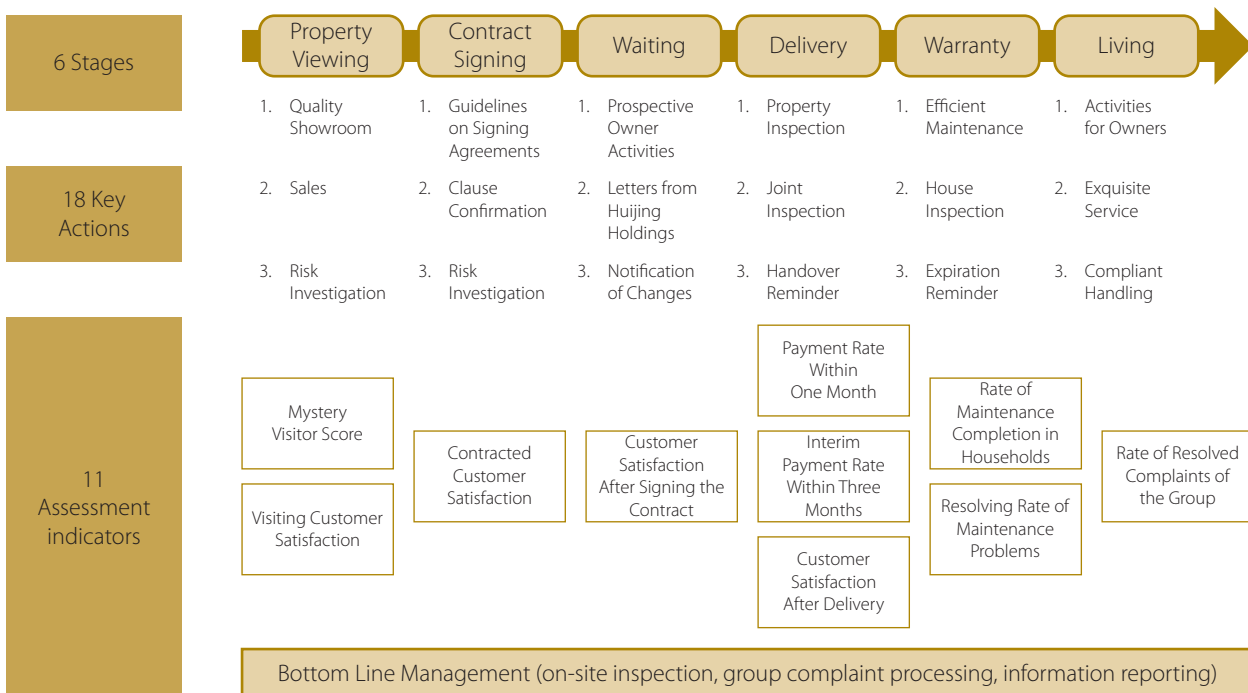 6 Stages
Property
Viewing
Contract
Signing
Waiting
Delivery
Warranty
Living
18 Key
Actions
1. Quality
Showroom
2. Sales
3. Risk
Investigation
1. Guidelines
on Signing
Agreements
2. Clause
Confirmation
3. Risk
Investigation
1. Prospective
Owner
Activities
2. Letters from
Huijing
Holdings
3. Notification
of Changes
1. Property
Inspection
2. Joint
Inspection
3. Handover
Reminder
1. Efficient
Maintenance
2. House
Inspection
3. Expiration
Reminder
1. Activities
for Owners
2. Exquisite
Service
3. Compliant
Handling
11
Assessment
indicators
Mystery
Visitor Score
Visiting Customer
Satisfaction
Contracted
Customer
Satisfaction
Customer
Satisfaction
After Signing the
Contract
Payment Rate
Within
One Month
Interim
Payment Rate
Within Three
Months
Customer
Satisfaction
After Delivery
Rate of
Maintenance
Completion in
Households
Resolving Rate of
Maintenance
Problems
Rate of Resolved
Complaints of
the Group
Bottom Line Management (on-site inspection, group complaint processing, information reporting)